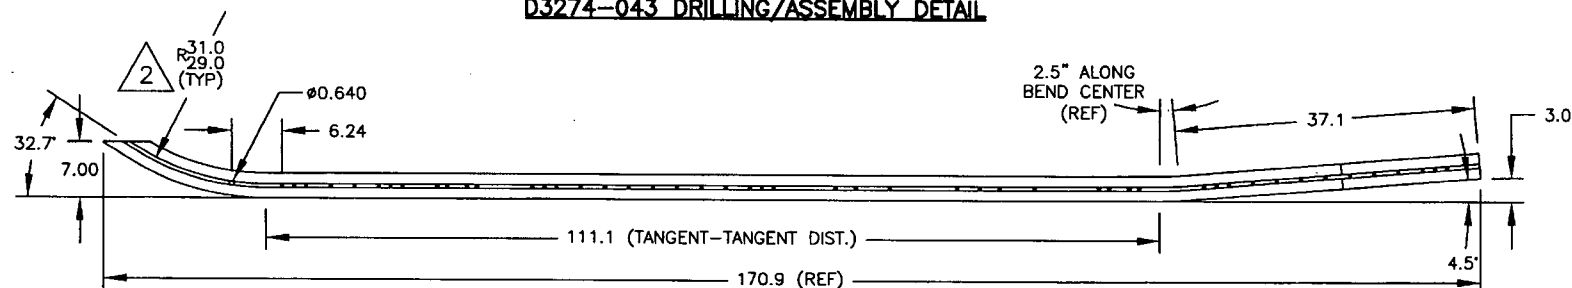 D3274-043 DRILLING/ASSEMBLY DETAIL
2
R31.0
29.0
(TYP)
ø0.640
6.24
32.7°
7.00
2.5" ALONG
BEND CENTER
(REF)
37.1
3.0
111.1 (TANGENT-TANGENT DIST.)
4.5°
170.9 (REF)